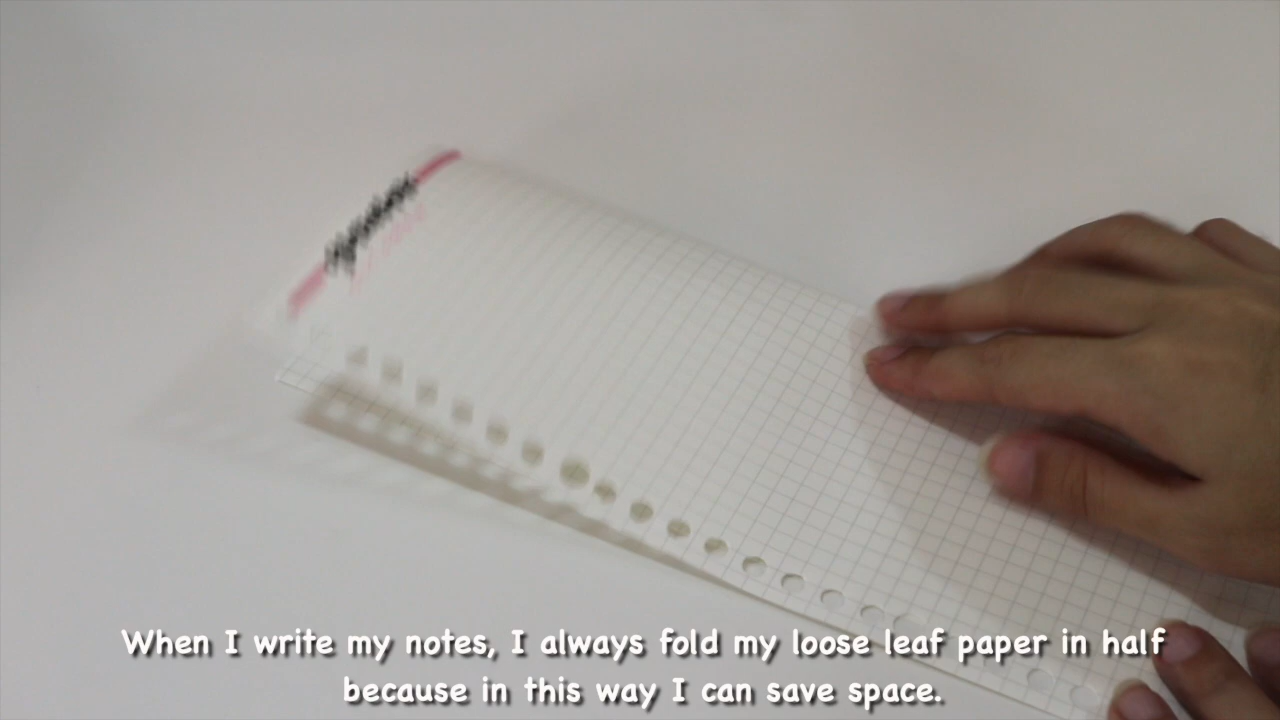 When I write my notes, I always fold my loose leaf paper in half
because in this way I can save space.